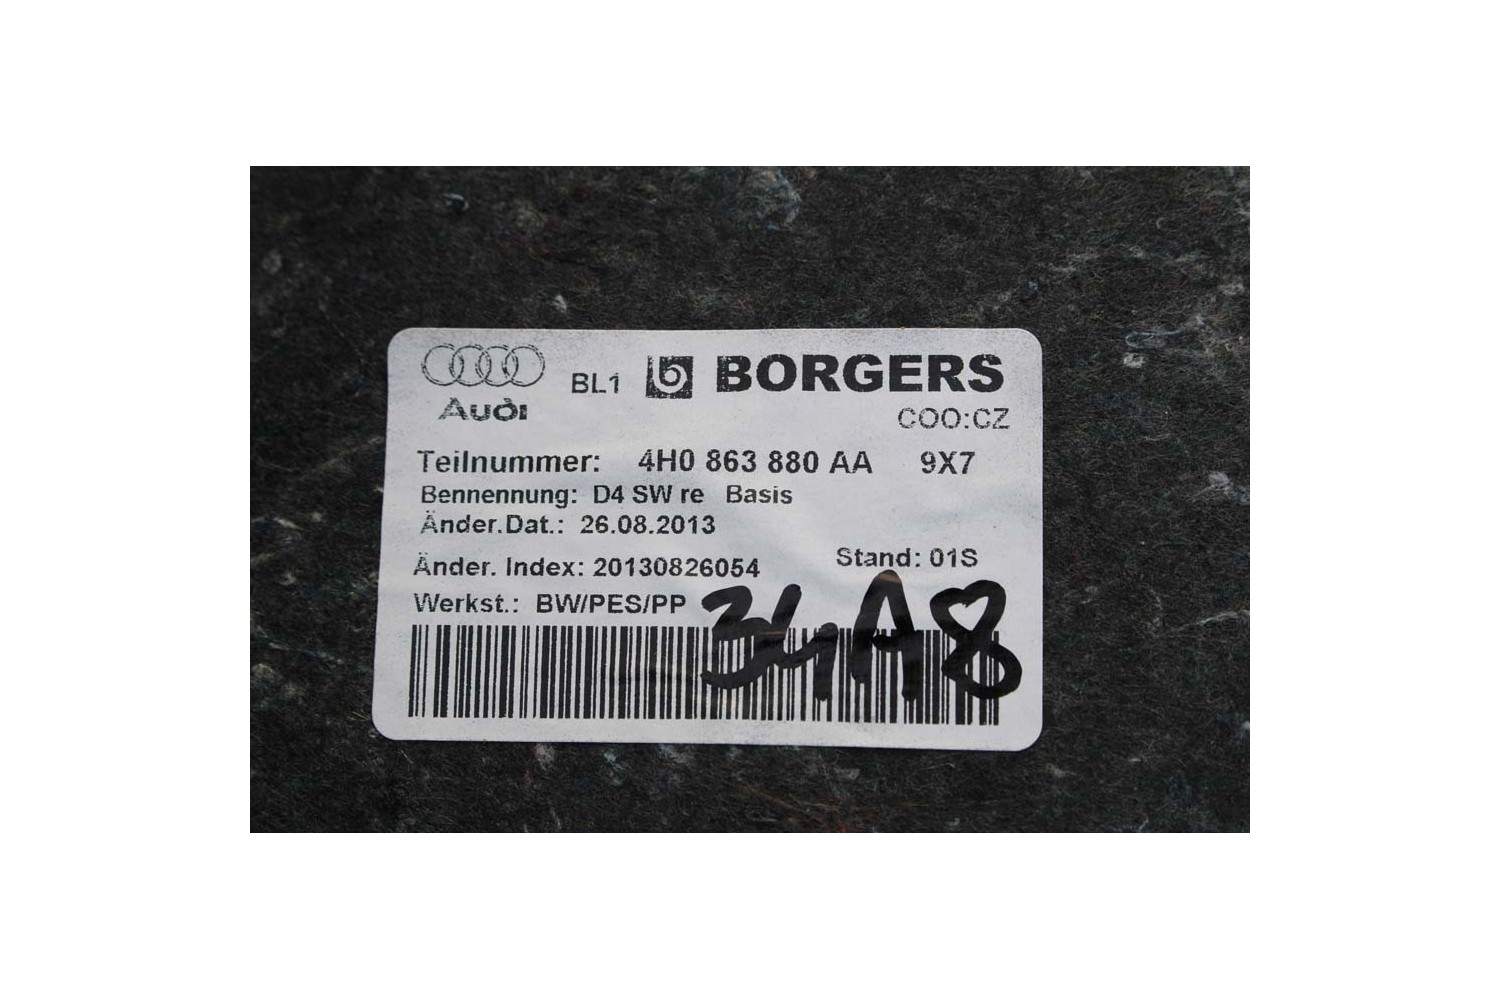 BL1 BORGERS
Audi
COO:CZ
Teilnummer: 4H0 863 880 AA 9X7
Bennennung: D4 SW re Basis
Änder.Dat.: 26.08.2013
Änder. Index: 20130826054 Stand: 01S
Werkst.: BW/PES/PP
34A8